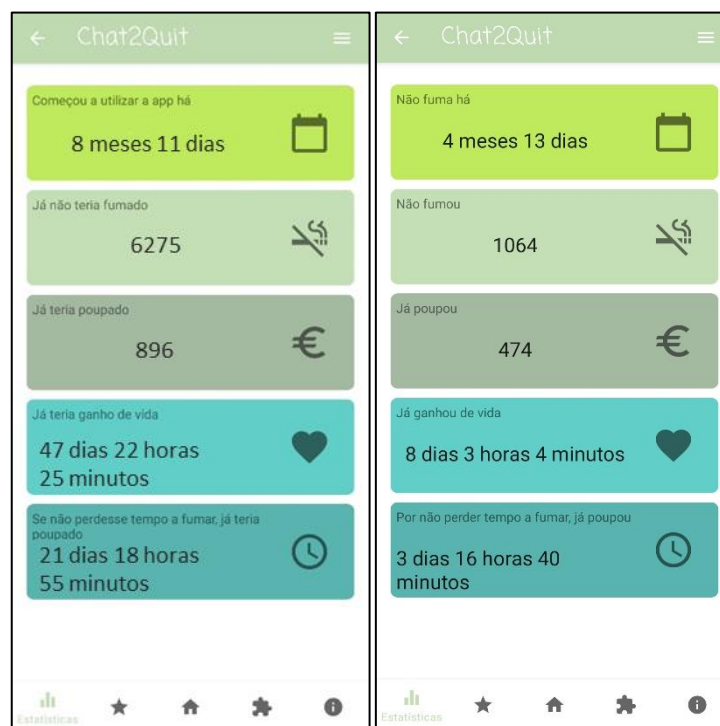 Chat2Quit
Começou a utilizar a app há
8 meses 11 dias
Já não teria fumado
6275
Já teria poupado
896
€
Já teria ganho de vida
47 dias 22 horas
25 minutos
Se não perdesse tempo a fumar, já teria
poupado
21 dias 18 horas
55 minutos
Estatísticas
Chat2Quit
Não fuma há
4 meses 13 dias
Não fumou
1064
Já poupou
474
€
Já ganhou de vida
8 dias 3 horas 4 minutos
Por não perder tempo a fumar, já poupou
3 dias 16 horas 40
minutos
Estatísticas